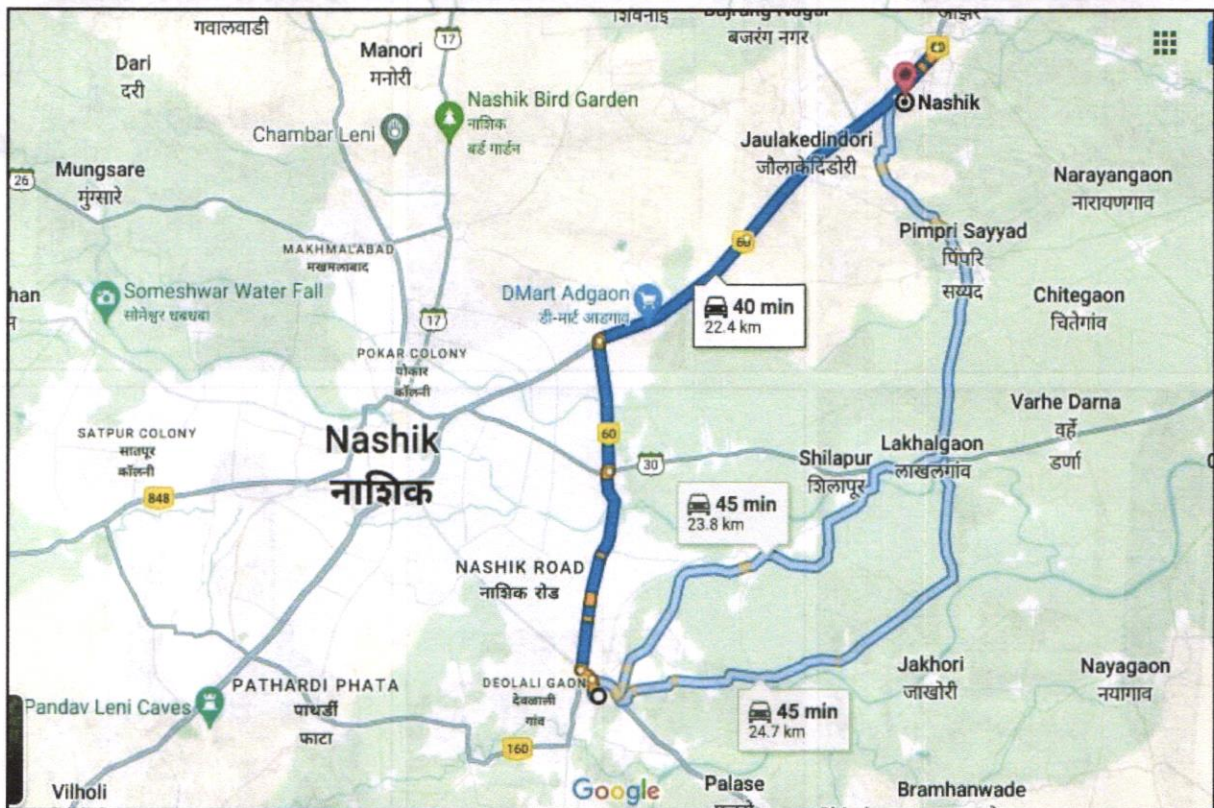 गवालवाडी
17
Manori
मनोरी
Dari
दरी
बजरंग नगर
Nashik Bird Garden
नाशिक
बर्ड गार्डन
Chambar Leni
Nashik
Jaulakedindori
जौलाकेदिंडोरी
Mungsare
मुंग्सारे
26
Narayangaon
नारायणगाव
MAKHMALABAD
मखमलाबाद
60
Pimpri Sayyad
पिंपरि
सय्यद
Someshwar Water Fall
सोमेश्वर धबधबा
han
DMart Adgaon
डी-मार्ट आडगाव
40 min
22.4 km
Chitegaon
चितेगांव
17
POKAR COLONY
पोकार
कॉलनी
Varhe Darna
वर्हे
डर्णा
SATPUR COLONY
सातपूर
कॉलनी
Nashik
नाशिक
60
30
Shilapur
शिलापूर
Lakhalgaon
लाखलगांव
848
45 min
23.8 km
NASHIK ROAD
नाशिक रोड
Jakhori
जाखोरी
Nayagaon
नयागाव
PATHARDI PHATA
पाथर्डी
फाटा
DEOLALI GAON
देवळाली
गांव
Pandav Leni Caves
45 min
24.7 km
160
Google
Vilholi
Palase
Bramhanwade